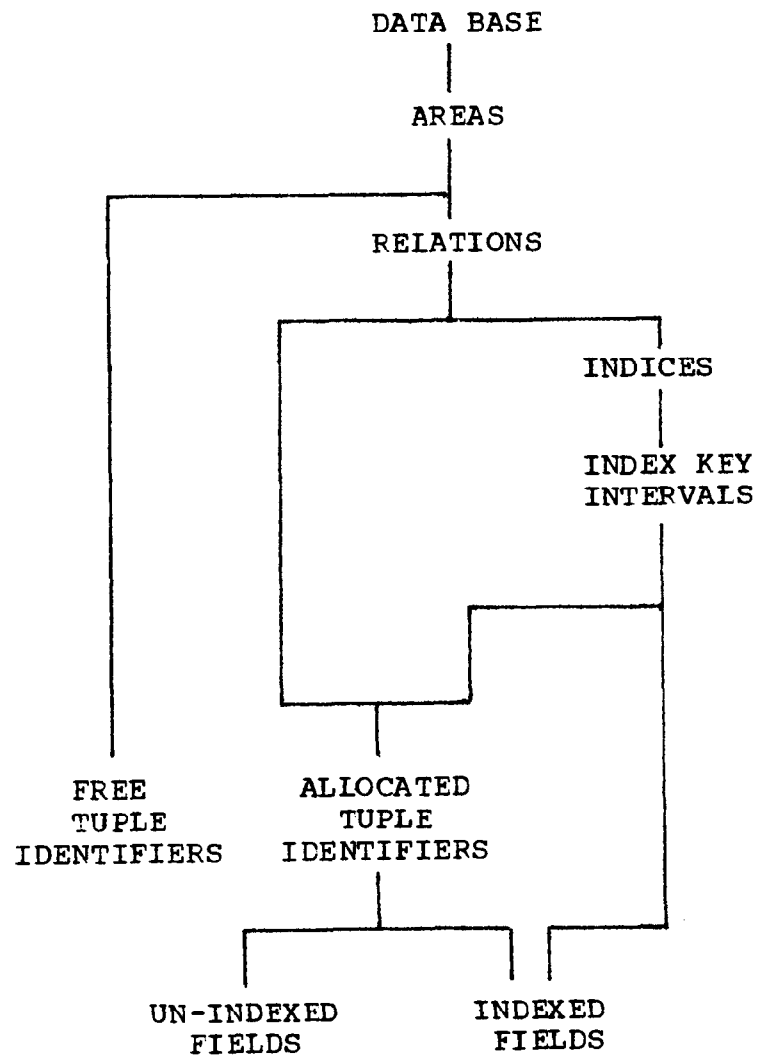 DATA BASE
AREAS
RELATIONS
INDICES
INDEX KEY
INTERVALS
FREE
TUPLE
IDENTIFIERS
ALLOCATED
TUPLE
IDENTIFIERS
UN-INDEXED
FIELDS
INDEXED
FIELDS